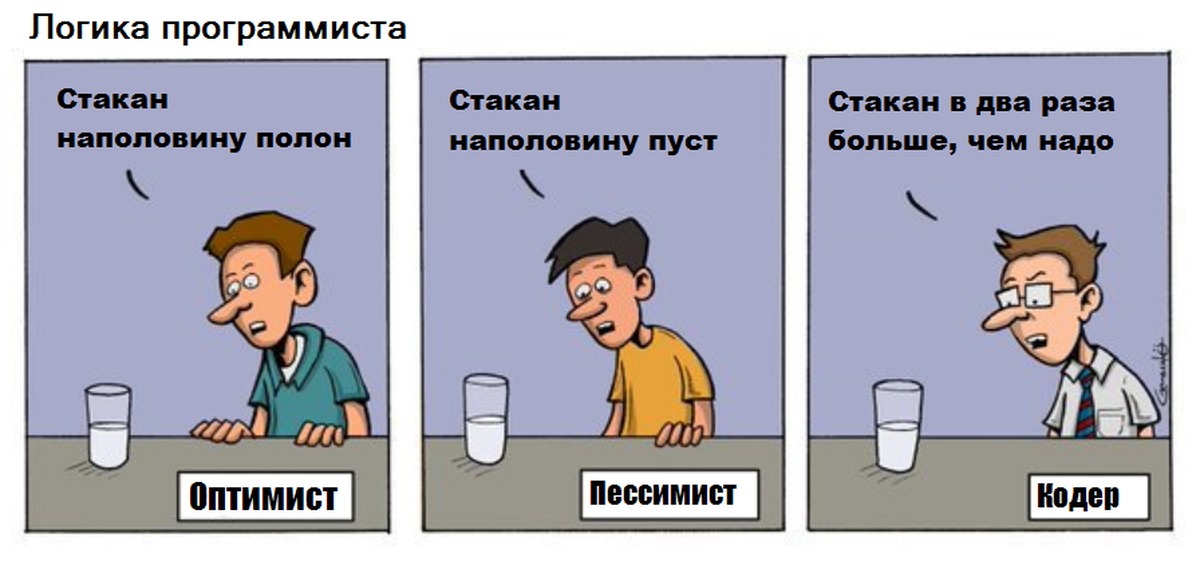 Логика программиста
Стакан
наполовину полон
Стакан
наполовину пуст
Стакан в два раза
больше, чем надо
Оптимист
Пессимист
Кодер